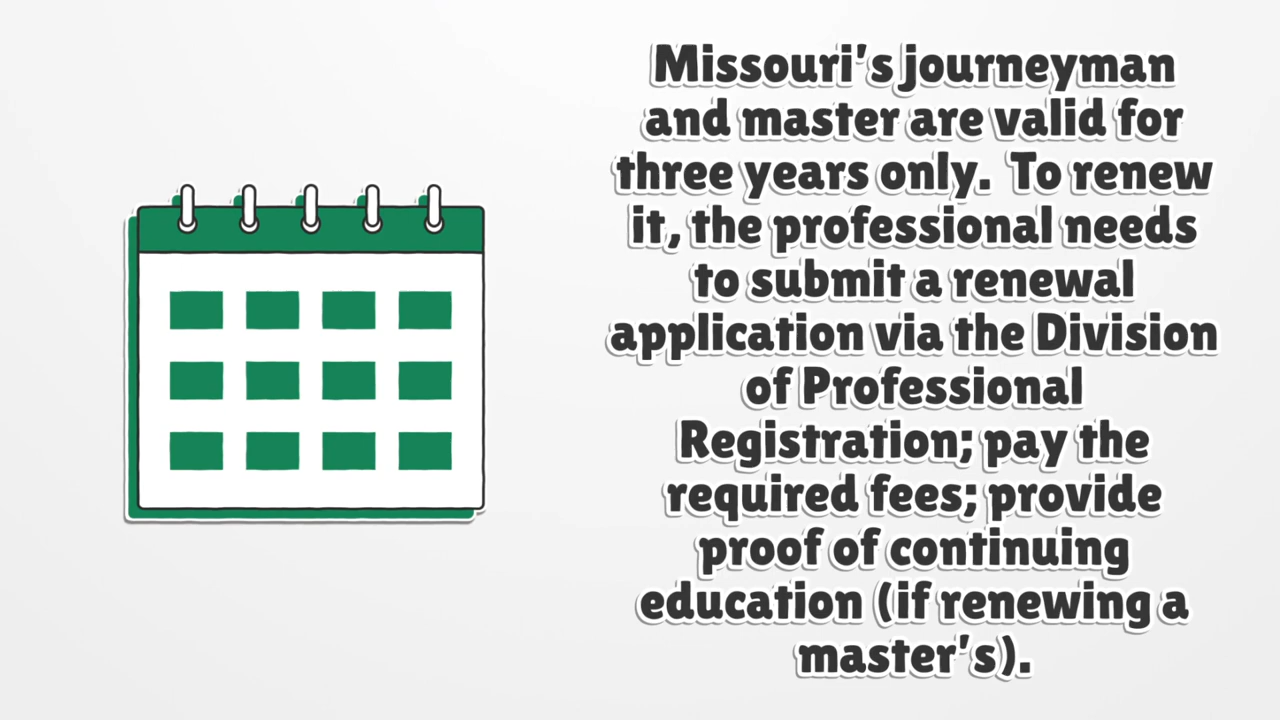 Missouri's journeyman
and master are valid for
three years only. To renew
it, the professional needs
to submit a renewal
application via the Division
of Professional
Registration; pay the
required fees; provide
proof of continuing
education (if renewing a
master's).